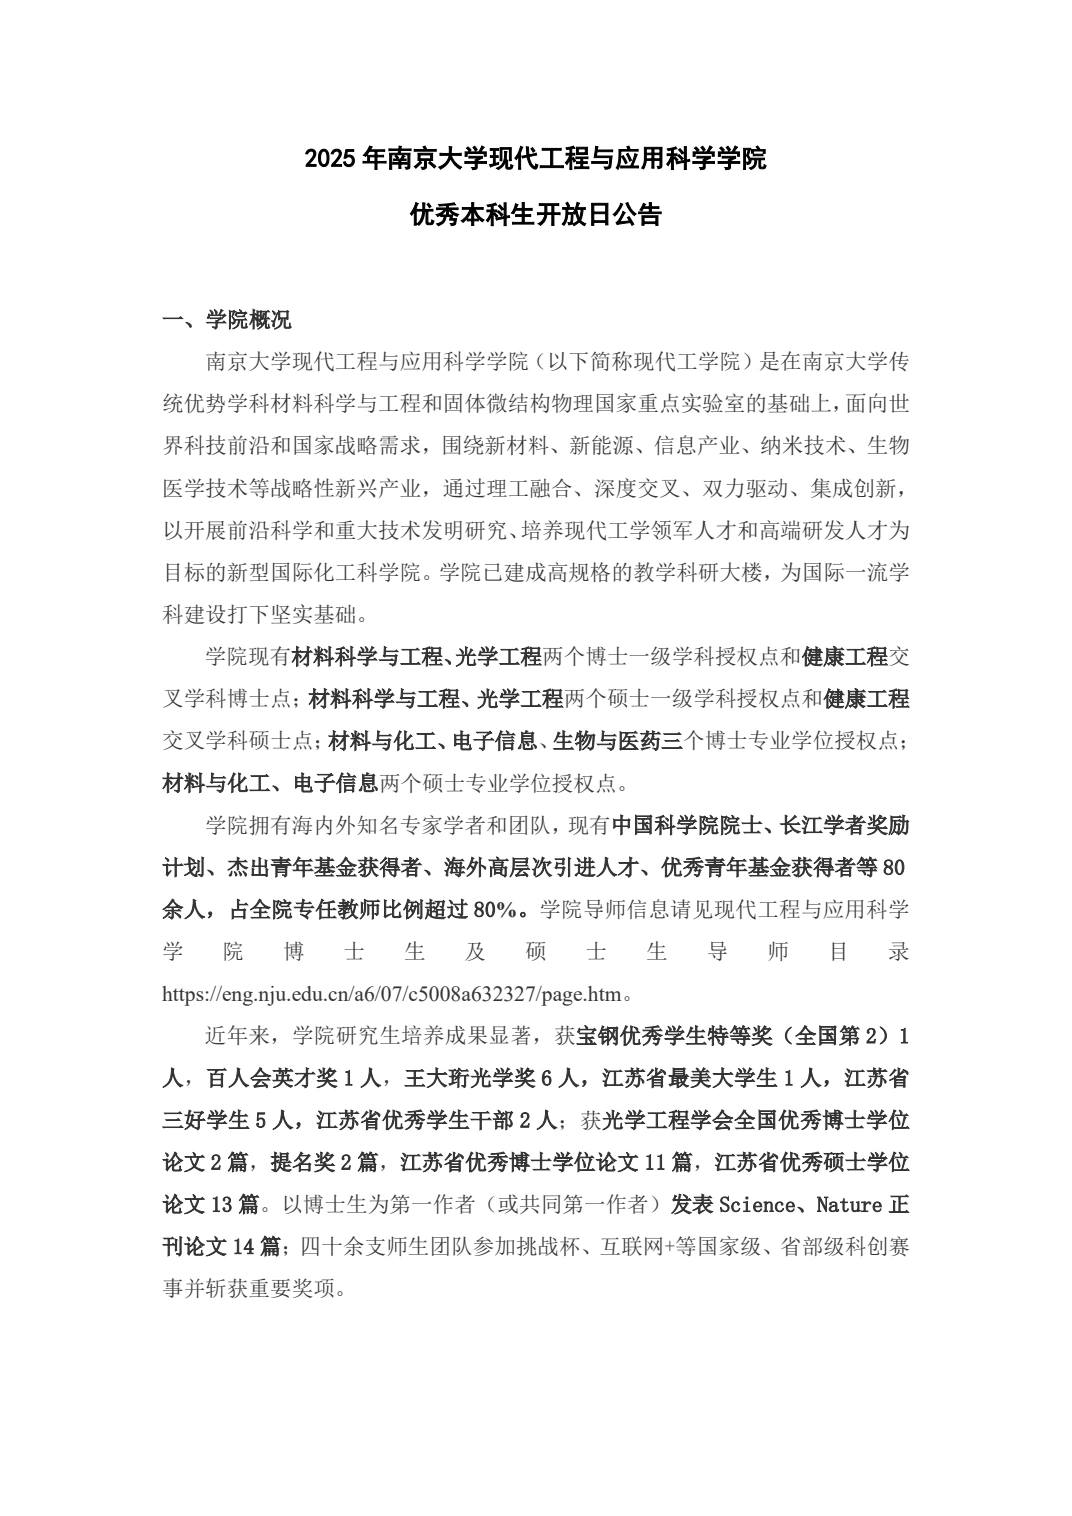 2025 年南京大学现代工程与应用科学学院
优秀本科生开放日公告
一、学院概况
南京大学现代工程与应用科学学院（以下简称现代工学院）是在南京大学传
统优势学科材料科学与工程和固体微结构物理国家重点实验室的基础上，面向世
界科技前沿和国家战略需求，围绕新材料、新能源、信息产业、纳米技术、生物
医学技术等战略性新兴产业，通过理工融合、深度交叉、双力驱动、集成创新，
以开展前沿科学和重大技术发明研究、培养现代工学领军人才和高端研发人才为
目标的新型国际化工科学院。学院已建成高规格的教学科研大楼，为国际一流学
科建设打下坚实基础。
学院现有材料科学与工程、光学工程两个博士一级学科授权点和健康工程交
叉学科博士点；材料科学与工程、光学工程两个硕士一级学科授权点和健康工程
交叉学科硕士点；材料与化工、电子信息、生物与医药三个博士专业学位授权点；
材料与化工、电子信息两个硕士专业学位授权点。
学院拥有海内外知名专家学者和团队，现有中国科学院院士、长江学者奖励
计划、杰出青年基金获得者、海外高层次引进人才、优秀青年基金获得者等 80
余人，占全院专任教师比例超过 80%。学院导师信息请见现代工程与应用科学
学院博士生及硕士生导师目录
https://eng.nju.edu.cn/a6/07/c5008a632327/page.htm。
近年来，学院研究生培养成果显著，获宝钢优秀学生特等奖（全国第 2）1
人，百人会英才奖 1 人，王大珩光学奖 6 人，江苏省最美大学生 1 人，江苏省
三好学生 5 人，江苏省优秀学生干部 2 人；获光学工程学会全国优秀博士学位
论文 2 篇，提名奖 2 篇，江苏省优秀博士学位论文 11 篇，江苏省优秀硕士学位
论文 13 篇。以博士生为第一作者（或共同第一作者）发表 Science、Nature 正
刊论文 14 篇；四十余支师生团队参加挑战杯、互联网+等国家级、省部级科创赛
事并斩获重要奖项。